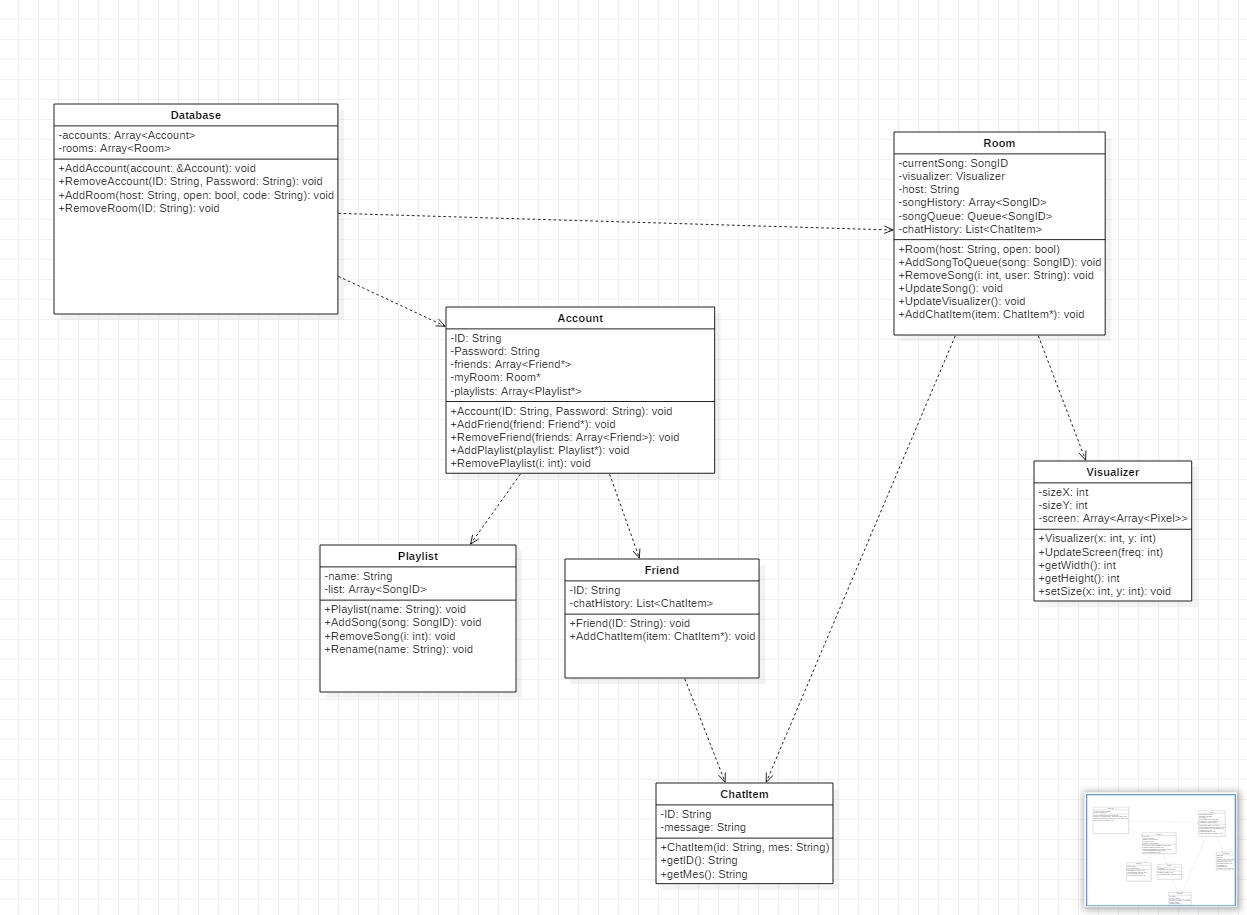 Database
-accounts: Array<Account>
-rooms: Array<Room>
+AddAccount(account: &Account): void
+RemoveAccount(ID: String, Password: String): void
+AddRoom(host: String, open: bool, code: String): void
+RemoveRoom(ID: String): void
Room
-currentSong: SongID
-visualizer: Visualizer
-host: String
-songHistory: Array<SongID>
-songQueue: Queue<SongID>
-chatHistory: List<ChatItem>
+Room(host: String, open: bool)
+AddSongToQueue(song: SongID): void
+RemoveSong(i: int, user: String): void
+UpdateSong(): void
+UpdateVisualizer(): void
+AddChatItem(item: ChatItem*): void
Account
-ID: String
-Password: String
-friends: Array<Friend*>
-myRoom: Room*
-playlists: Array<Playlist*>
+Account(ID: String, Password: String): void
+AddFriend(friend: Friend*): void
+RemoveFriend(friends: Array<Friend>): void
+AddPlaylist(playlist: Playlist*): void
+RemovePlaylist(i: int): void
Visualizer
-sizeX: int
-sizeY: int
-screen: Array<Array<Pixel>>
+Visualizer(x: int, y: int)
+UpdateScreen(freq: int)
+getWidth(): int
+getHeight(): int
+setSize(x: int, y: int): void
Playlist
-name: String
-list: Array<SongID>
+Playlist(name: String): void
+AddSong(song: SongID): void
+RemoveSong(i: int): void
+Rename(name: String): void
Friend
-ID: String
-chatHistory: List<ChatItem>
+Friend(ID: String): void
+AddChatItem(item: ChatItem*): void
ChatItem
-ID: String
-message: String
+ChatItem(id: String, mes: String)
+getID(): String
+getMes(): String